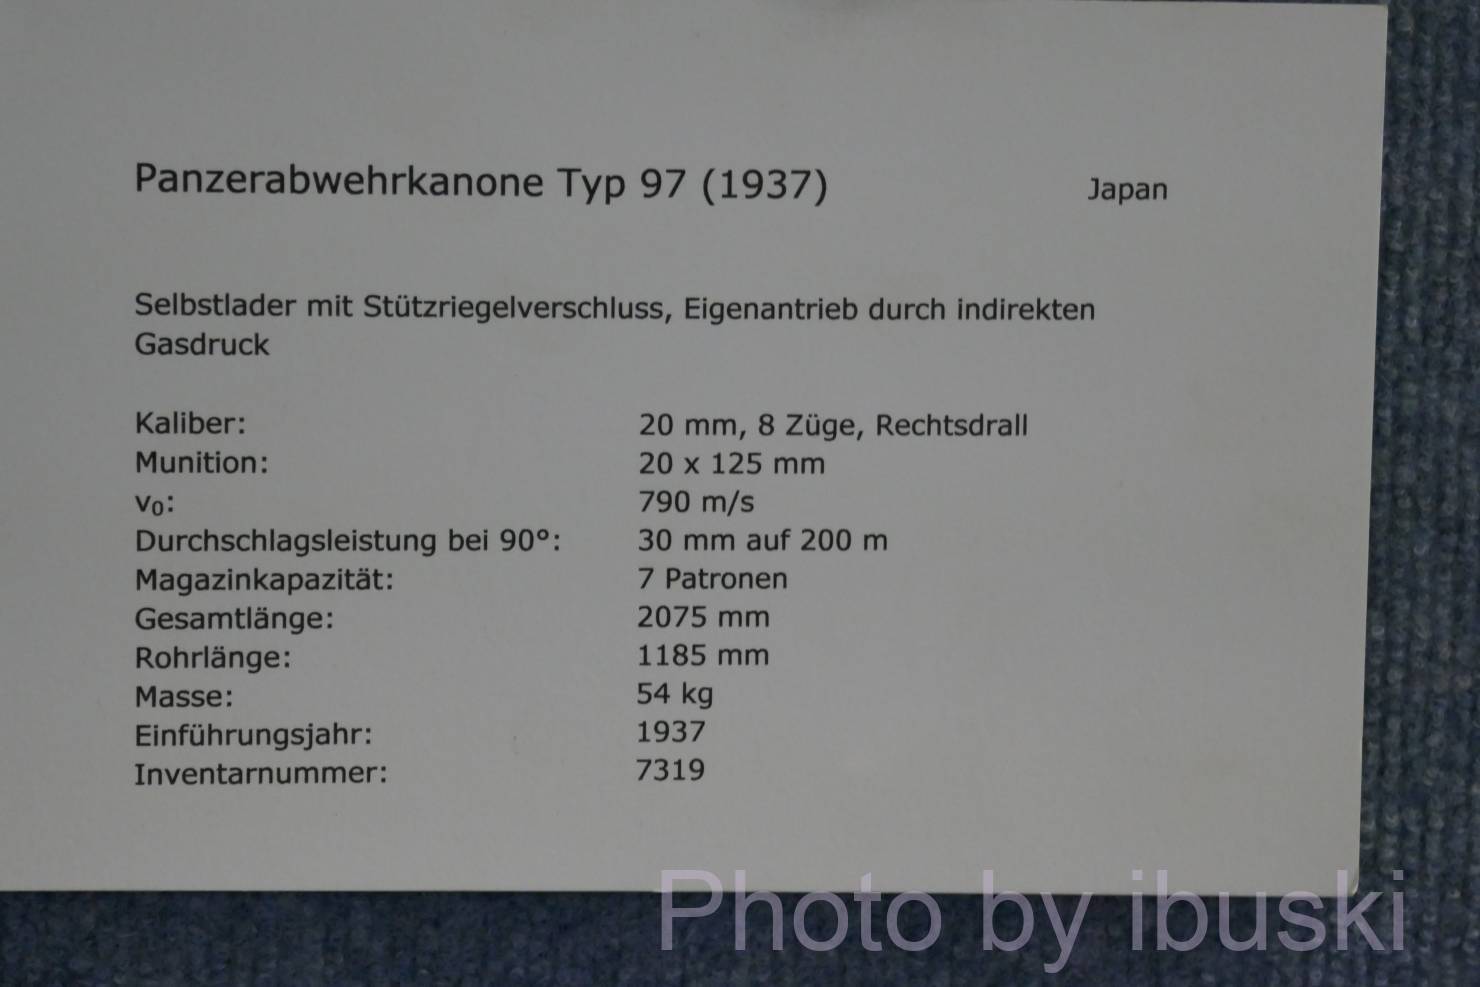 Panzerabwehrkanone Typ 97 (1937) Japan
Selbstlader mit Stützriegelverschluss, Eigenantrieb durch indirekten
Gasdruck
Kaliber: 20 mm, 8 Züge, Rechtsdrall
Munition: 20 x 125 mm
v₀: 790 m/s
Durchschlagsleistung bei 90°: 30 mm auf 200 m
Magazinkapazität: 7 Patronen
Gesamtlänge: 2075 mm
Rohrlänge: 1185 mm
Masse: 54 kg
Einführungsjahr: 1937
Inventarnummer: 7319
Photo by ibuski